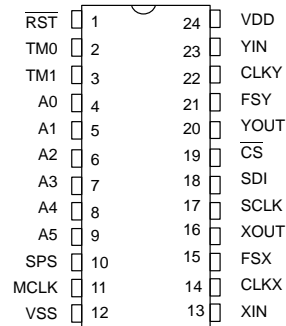 R̅S̅T̅ 1 24 VDD
TM0 2 23 YIN
TM1 3 22 CLKY
A0 4 21 FSY
A1 5 20 YOUT
A2 6 19 C̅S̅
A3 7 18 SDI
A4 8 17 SCLK
A5 9 16 XOUT
SPS 10 15 FSX
MCLK 11 14 CLKX
VSS 12 13 XIN